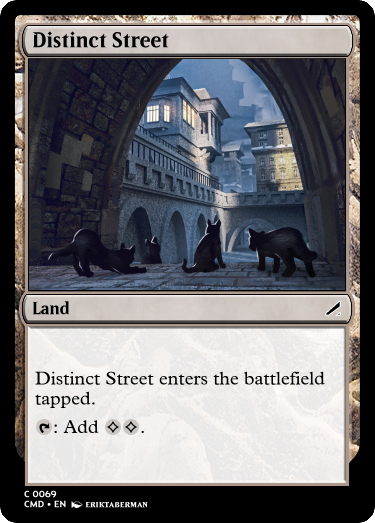 Distinct Street
Land
Distinct Street enters the battlefield
tapped.
: Add .
C 0069
CMD • EN ERIKTABERMAN